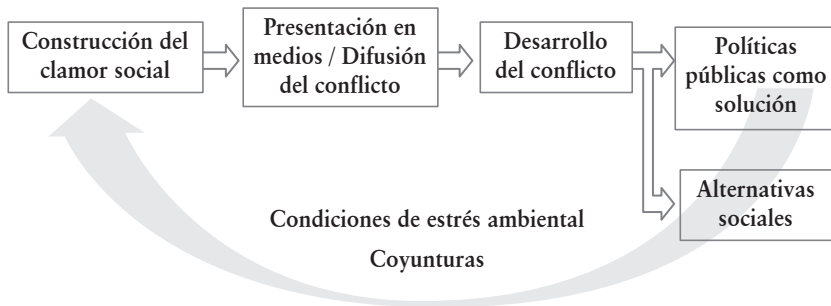 Construcción del
clamor social
Presentación en
medios / Difusión
del conflicto
Desarrollo
del conflicto
Políticas
públicas como
solución
Alternativas
sociales
Condiciones de estrés ambiental
Coyunturas